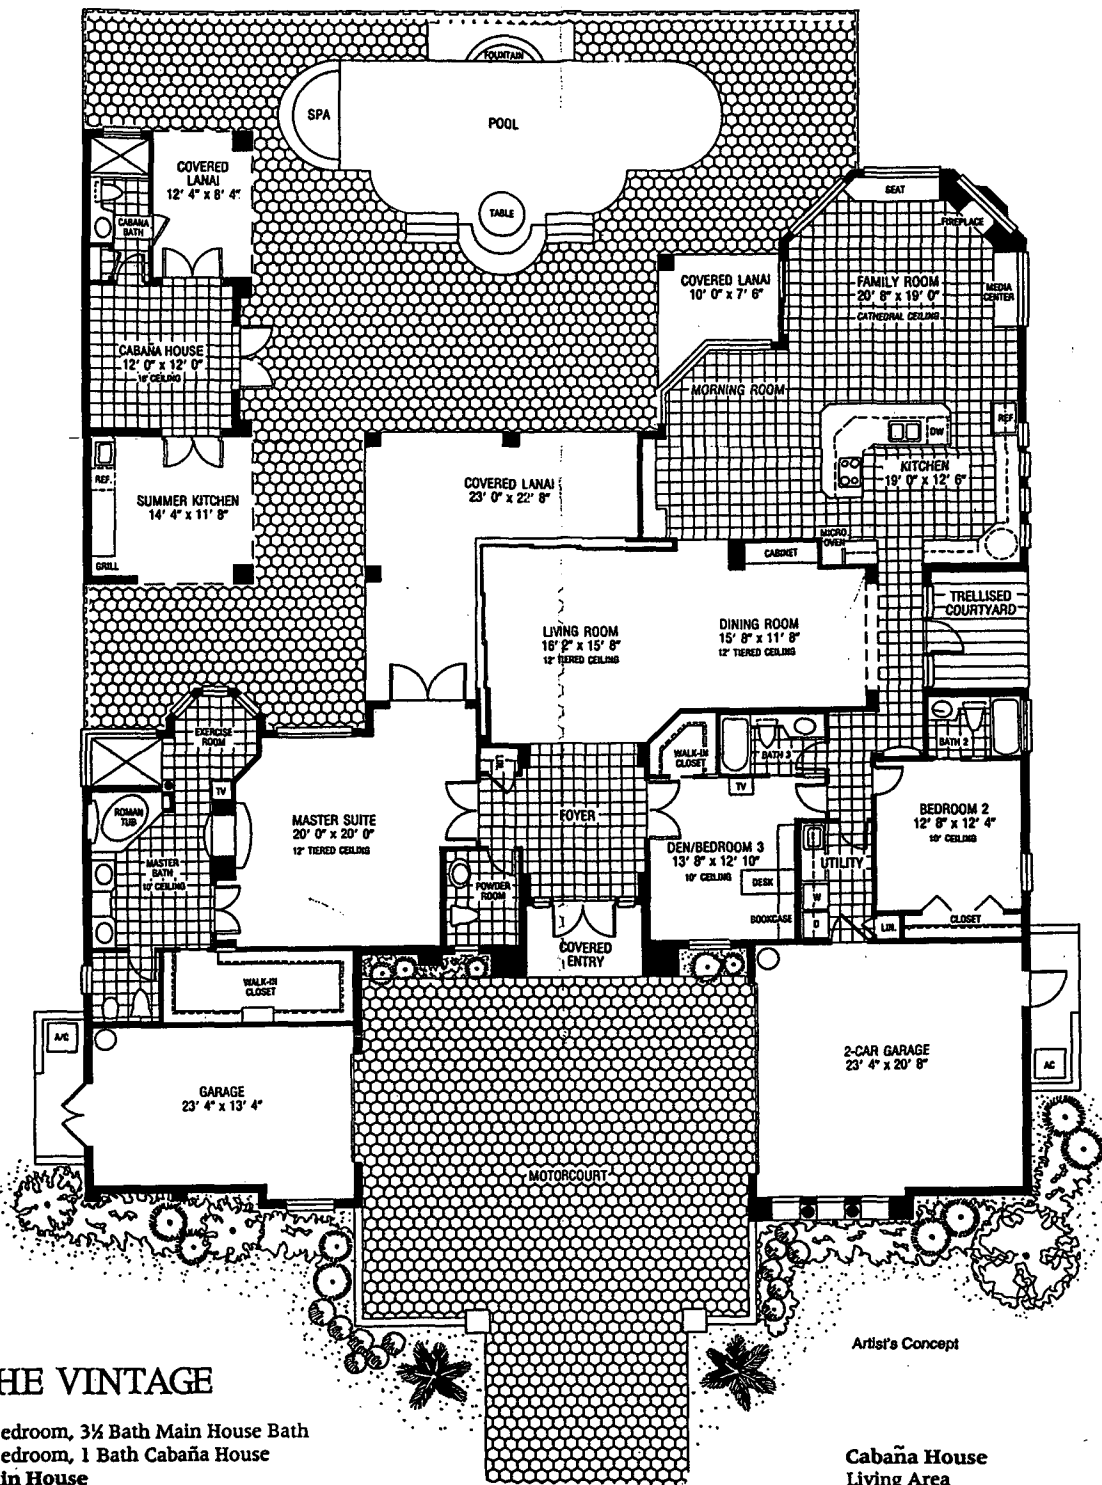 FOUNTAIN
SPA
POOL
TABLE
COVERED
LANAI
12' 4" x 8' 4"
CABANA
BATH
SEAT
FIREPLACE
COVERED LANAI
10' 0" x 7' 6"
FAMILY ROOM
20' 8" x 19' 0"
CATHEDRAL CEILING
MEDIA
CENTER
CABAÑA HOUSE
12' 0" x 12' 0"
10' CEILING
MORNING ROOM
REF.
DW
KITCHEN
19' 0" x 12' 6"
REF.
SUMMER KITCHEN
14' 4" x 11' 8"
GRILL
COVERED LANAI
23' 0" x 22' 8"
MICRO
OVEN
CABINET
TRELLISED
COURTYARD
LIVING ROOM
16' 2" x 15' 8"
12' TIERED CEILING
DINING ROOM
15' 8" x 11' 8"
12' TIERED CEILING
EXERCISE
ROOM
TV
ROMAN
TUB
MASTER
BATH
10' CEILING
MASTER SUITE
20' 0" x 20' 0"
12' TIERED CEILING
LIN.
FOYER
POWDER
ROOM
WALK-IN
CLOSET
BATH 3
TV
BATH 2
DEN/BEDROOM 3
13' 8" x 12' 10"
10' CEILING
DESK
BOOKCASE
UTILITY
W
D
LIN.
BEDROOM 2
12' 8" x 12' 4"
10' CEILING
CLOSET
COVERED
ENTRY
WALK-IN
CLOSET
A/C
GARAGE
23' 4" x 13' 4"
2-CAR GARAGE
23' 4" x 20' 8"
AC
MOTORCOURT
Artist's Concept
HE VINTAGE
edroom, 3½ Bath Main House Bath
edroom, 1 Bath Cabaña House
in House
Cabaña House
Living Area